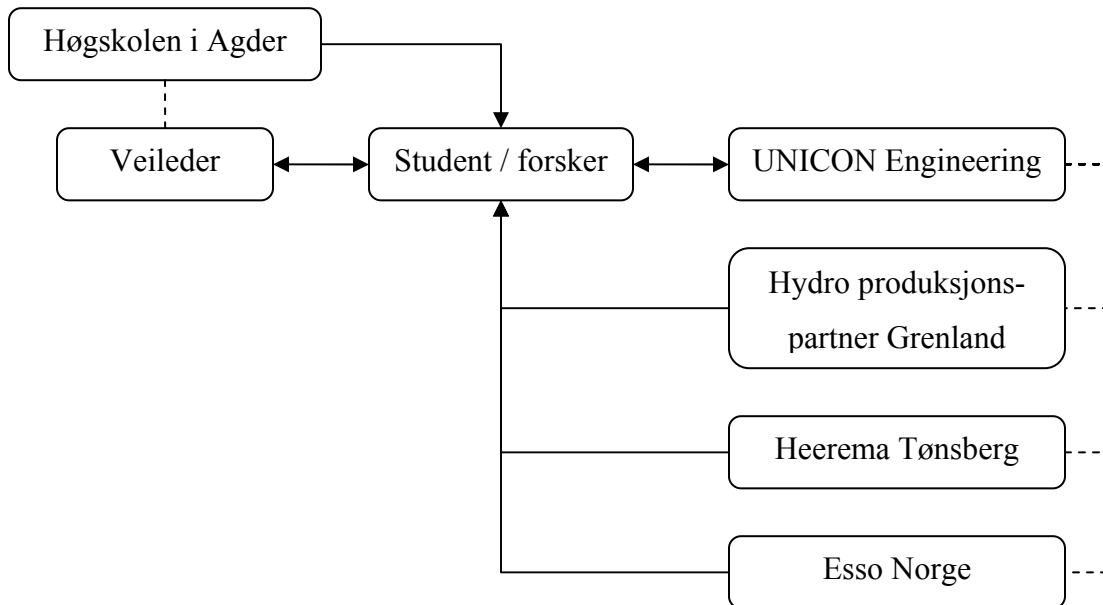 Høgskolen i Agder
Veileder
Student / forsker
UNICON Engineering
Hydro produksjons-
partner Grenland
Heerema Tønsberg
Esso Norge